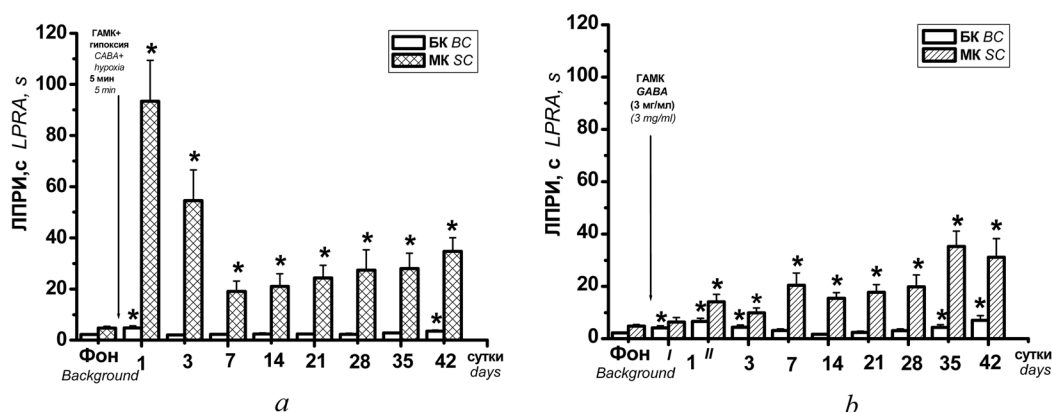 ЛПРИ,с LPRA, s
120
100
80
60
40
20
0
ГАМК+
гипоксия
CABA+
hypoxia
5 мин
5 min
БК BC
МК SC
* * * * * * * * * *
Фон 1 3 7 14 21 28 35 42 сутки
Background days
a
ЛПРИ, с LPRA, s
120
100
80
60
40
20
0
ГАМК
GABA
(3 мг/мл)
(3 mg/ml)
БК BC
МК SC
* * * * * * * * * * * * *
Фон I 1 II 3 7 14 21 28 35 42 сутки
Background days
b